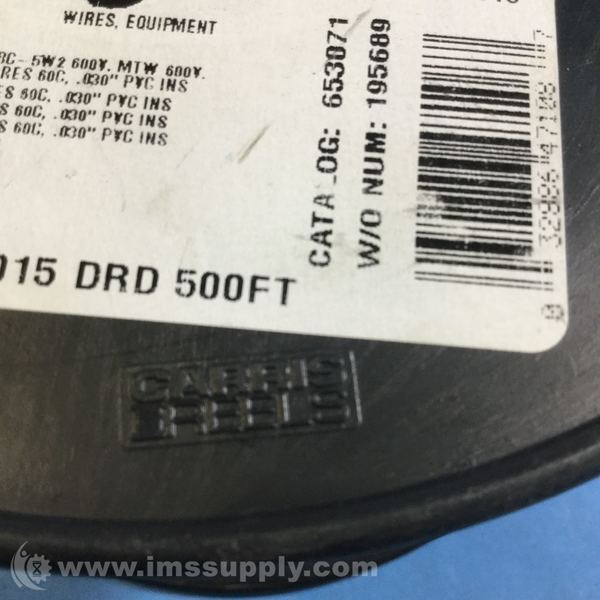 WIRES, EQUIPMENT
BC-5W2 600V. MTW 600V.
RES 60C, .030" PVC INS
S 60C, .030" PVC INS
S 60C, .030" PVC INS
S 60C, .030" PVC INS
015 DRD 500FT
CATALOG: 653071
W/O NUM: 195689
CARRIS
REELS
www.imssupply.com